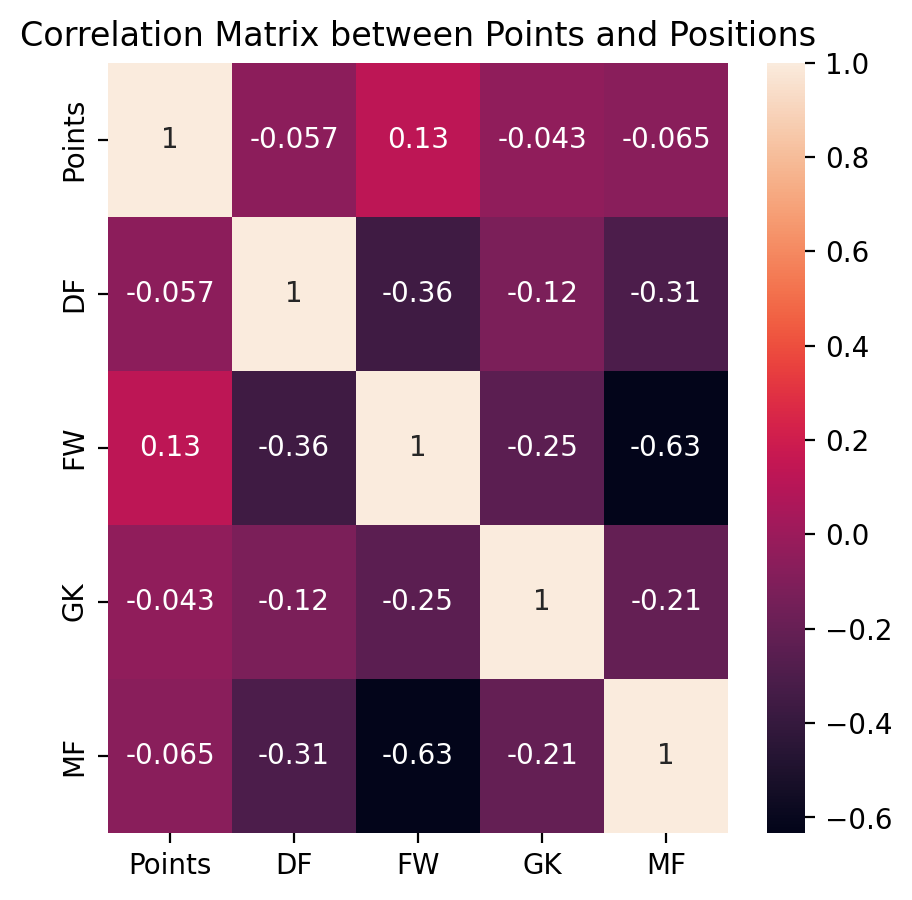 Correlation Matrix between Points and Positions
Points 1 -0.057 0.13 -0.043 -0.065
DF -0.057 1 -0.36 -0.12 -0.31
FW 0.13 -0.36 1 -0.25 -0.63
GK -0.043 -0.12 -0.25 1 -0.21
MF -0.065 -0.31 -0.63 -0.21 1
Points DF FW GK MF
1.0
0.8
0.6
0.4
0.2
0.0
−0.2
−0.4
−0.6